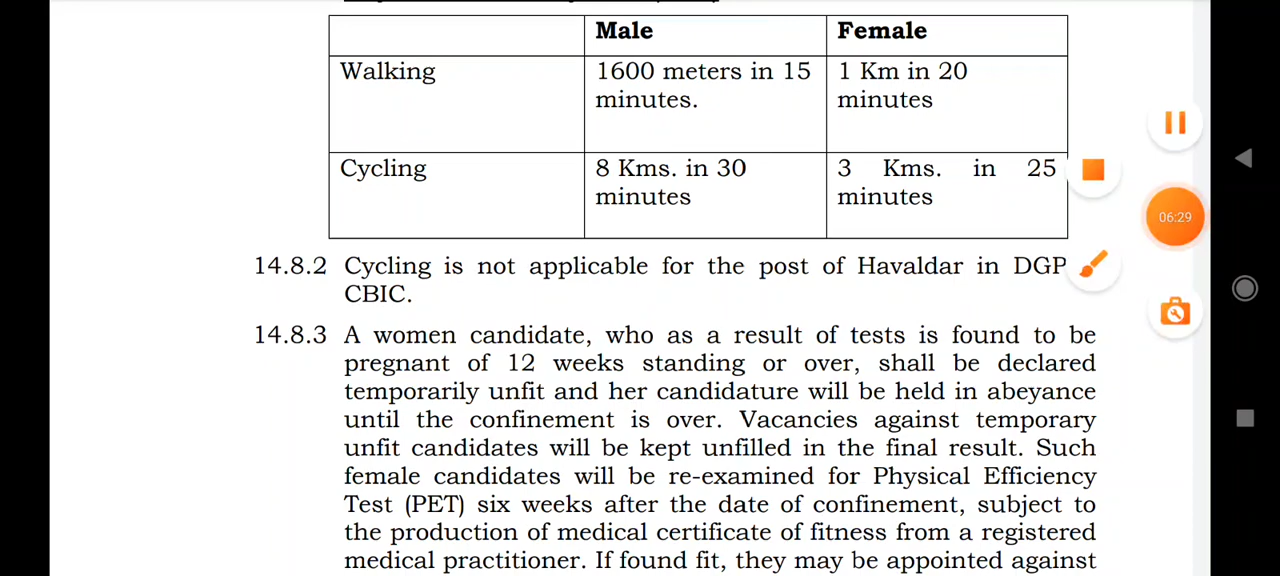 Male Female
Walking 1600 meters in 15 1 Km in 20
minutes. minutes
Cycling 8 Kms. in 30 3 Kms. in 25
minutes minutes
14.8.2 Cycling is not applicable for the post of Havaldar in DGP
CBIC.
14.8.3 A women candidate, who as a result of tests is found to be
pregnant of 12 weeks standing or over, shall be declared
temporarily unfit and her candidature will be held in abeyance
until the confinement is over. Vacancies against temporary
unfit candidates will be kept unfilled in the final result. Such
female candidates will be re-examined for Physical Efficiency
Test (PET) six weeks after the date of confinement, subject to
the production of medical certificate of fitness from a registered
medical practitioner. If found fit, they may be appointed against
06:29